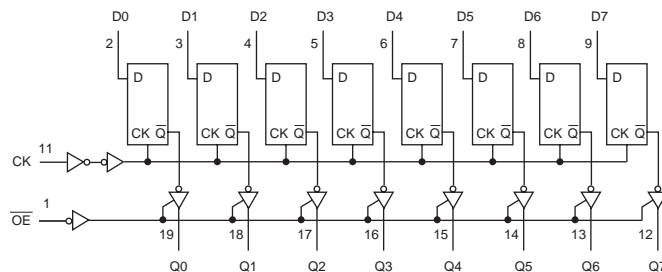 D0 D1 D2 D3 D4 D5 D6 D7
2 3 4 5 6 7 8 9
D D D D D D D D
CK Q̅ CK Q̅ CK Q̅ CK Q̅ CK Q̅ CK Q̅ CK Q̅ CK Q̅
CK 11
O̅E̅ 1
19 18 17 16 15 14 13 12
Q0 Q1 Q2 Q3 Q4 Q5 Q6 Q7